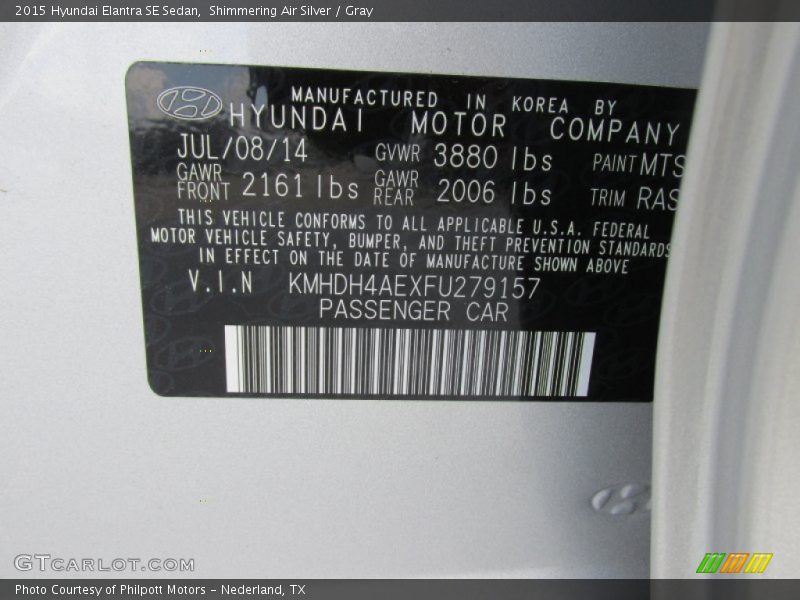 2015 Hyundai Elantra SE Sedan,  Shimmering Air Silver / Gray
MANUFACTURED IN KOREA BY
HYUNDAI MOTOR COMPANY
JUL/08/14 GVWR 3880 lbs PAINT MTS
GAWR FRONT 2161 lbs GAWR REAR 2006 lbs TRIM RAS
THIS VEHICLE CONFORMS TO ALL APPLICABLE U.S.A. FEDERAL
MOTOR VEHICLE SAFETY, BUMPER, AND THEFT PREVENTION STANDARDS
IN EFFECT ON THE DATE OF MANUFACTURE SHOWN ABOVE
V.I.N KMHDH4AEXFU279157
PASSENGER CAR
GTCARLOT.COM
Photo Courtesy of Philpott Motors - Nederland, TX